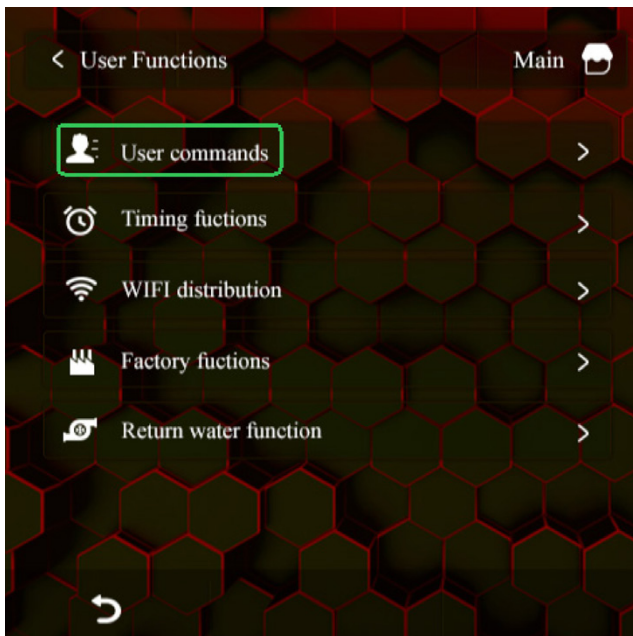 User Functions
Main
User commands
Timing fuctions
WIFI distribution
Factory fuctions
Return water function